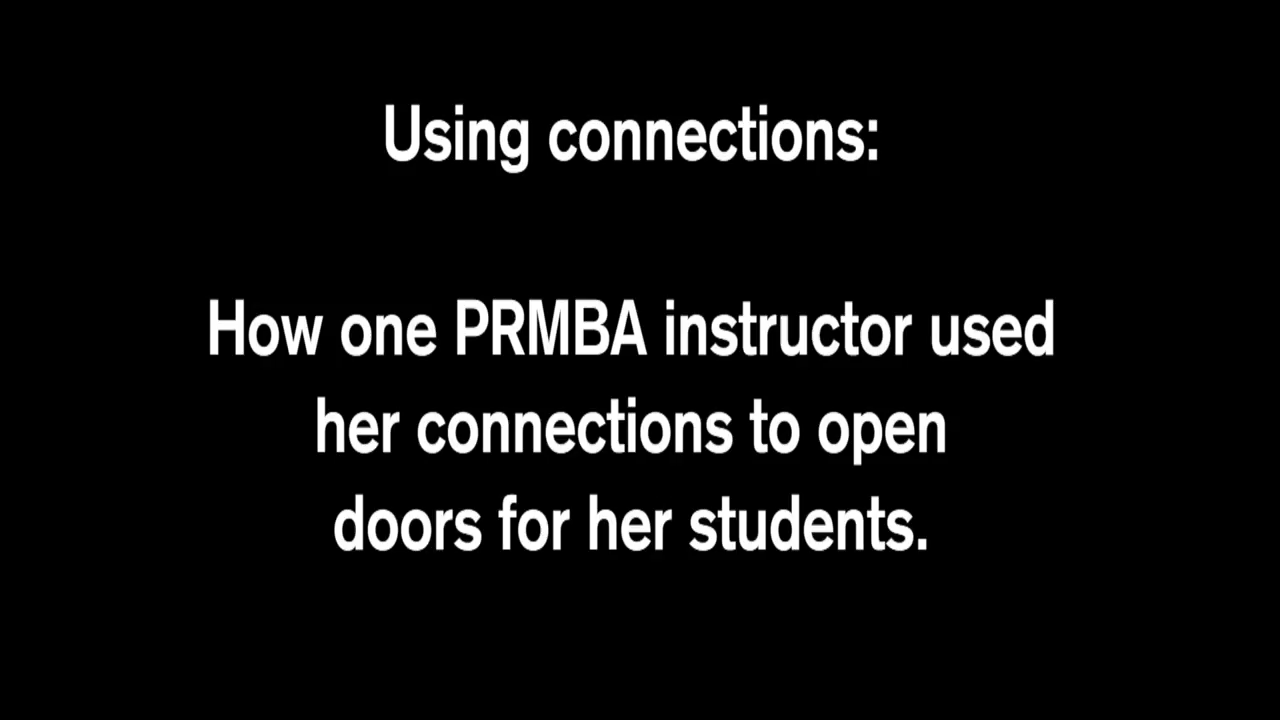 Using connections:
How one PRMBA instructor used
her connections to open
doors for her students.